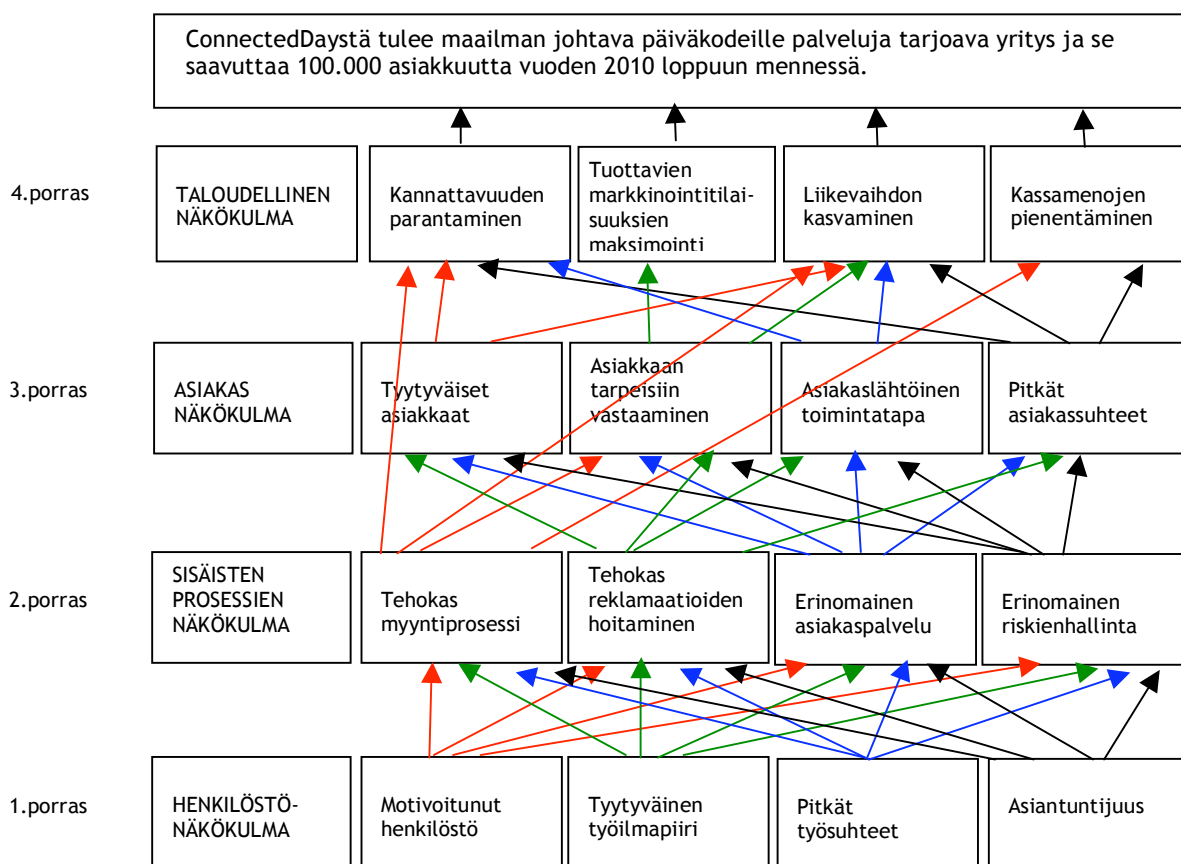 ConnectedDaystä tulee maailman johtava päiväkodeille palveluja tarjoava yritys ja se
saavuttaa 100.000 asiakkuutta vuoden 2010 loppuun mennessä.
4.porras
TALOUDELLINEN
NÄKÖKULMA
Kannattavuuden
parantaminen
Tuottavien
markkinointitilai-
suuksien
maksimointi
Liikevaihdon
kasvaminen
Kassamenojen
pienentäminen
3.porras
ASIAKAS
NÄKÖKULMA
Tyytyväiset
asiakkaat
Asiakkaan
tarpeisiin
vastaaminen
Asiakaslähtöinen
toimintatapa
Pitkät
asiakassuhteet
2.porras
SISÄISTEN
PROSESSIEN
NÄKÖKULMA
Tehokas
myyntiprosessi
Tehokas
reklamaatioiden
hoitaminen
Erinomainen
asiakaspalvelu
Erinomainen
riskienhallinta
1.porras
HENKILÖSTÖ-
NÄKÖKULMA
Motivoitunut
henkilöstö
Tyytyväinen
työilmapiiri
Pitkät
työsuhteet
Asiantuntijuus